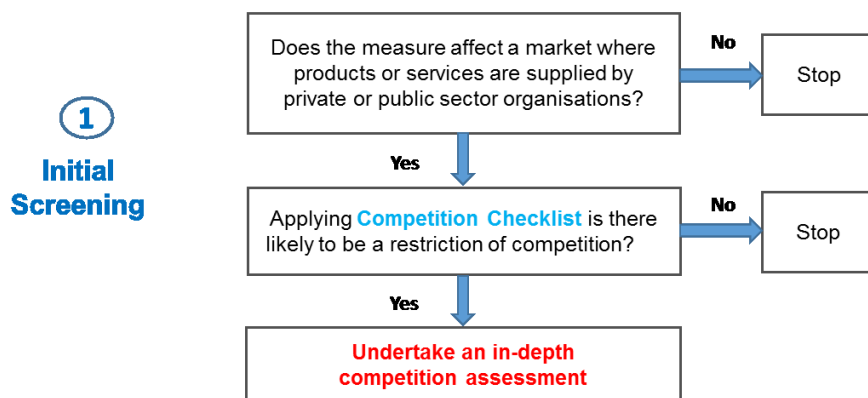 Does the measure affect a market where
products or services are supplied by
private or public sector organisations?
No
Stop
1
Initial
Screening
Yes
Applying Competition Checklist is there
likely to be a restriction of competition?
No
Stop
Yes
Undertake an in-depth
competition assessment